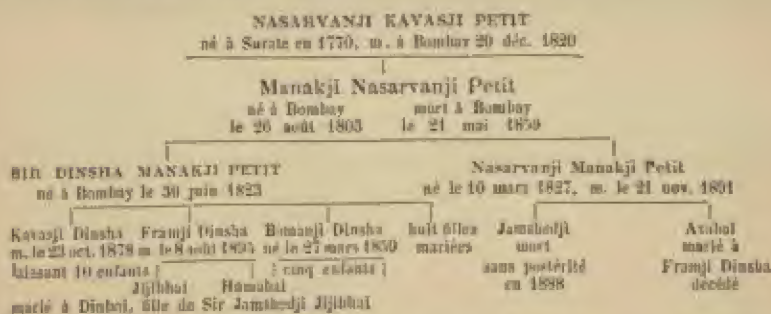 NASARVANJI KAVASJI PETIT
né à Surate en 1770, m. à Bombay 20 déc. 1820
Manakji Nasarvanji Petit
né à Bombay mort à Bombay
le 26 août 1803 le 21 mai 1859
SIR DINSHA MANAKJI PETIT Nasarvanji Manakji Petit
né à Bombay le 30 juin 1823 né le 10 mars 1827, m. le 21 nov. 1891
Kavasji Dinsha Framji Dinsha Bamanji Dinsha huit filles Jamshedji
m. le 23 oct. 1878 m le 8 août 1895 né le 27 mars 1859 mariées mort marié à
laissant 10 enfants cinq enfants sans postérité Framji Dinsha
Jijibhai Hamabai en 1888 décédé
marié à Dinbai, fille de Sir Jamshedji Jijibhai